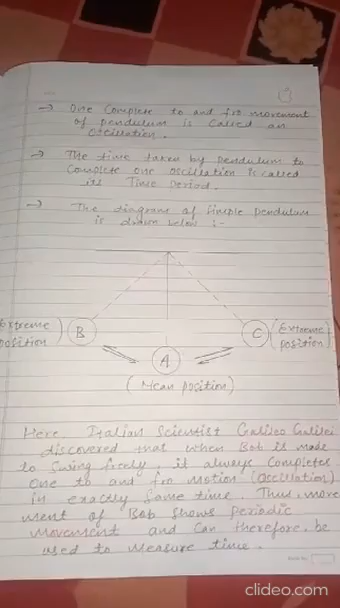 → One Complete to and fro movement
of pendulum is called an
Oscillation.
→ The time taken by pendulum to
Complete one oscillation is called
its Time Period.
→ The diagram of Simple pendulum
is drawn below :-
Extreme position) B
C (Extreme position)
A
(Mean position)
Here Italian Scientist Galileo Galilei
discovered that when Bob is made
to Swing freely, it always Completes
One to and fro motion (Oscillation)
in exactly Same time. Thus, move
ment of Bob shows Periodic
movement and can therefore, be
used to measure time.
clideo.com